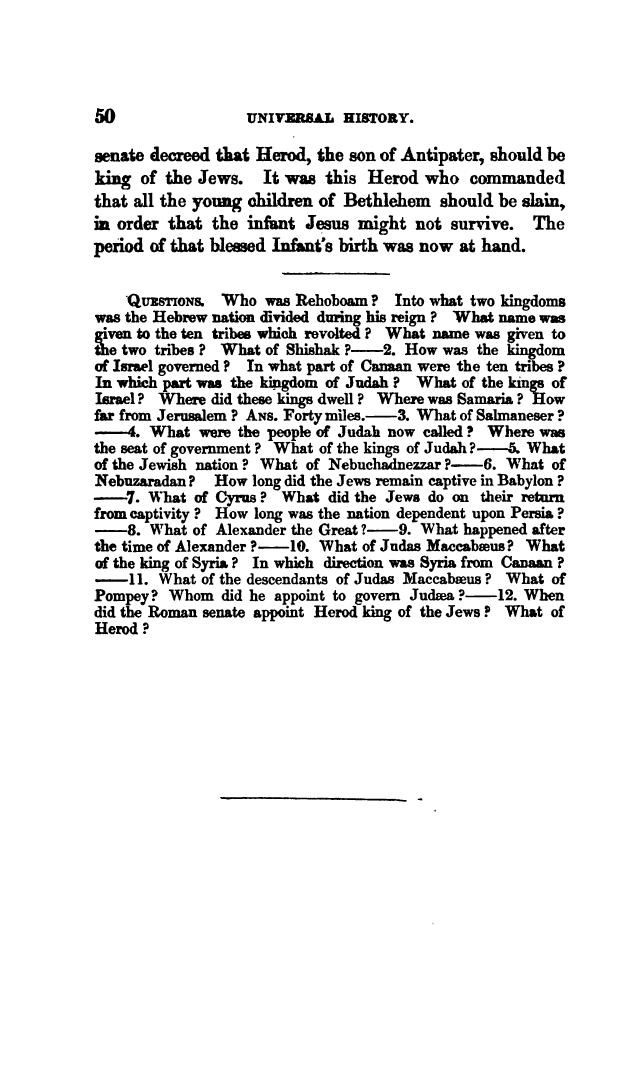 50 UNIVERSAL HISTORY.
senate decreed that Herod, the son of Antipater, should be
king of the Jews. It was this Herod who commanded
that all the young children of Bethlehem should be slain,
in order that the infant Jesus might not survive. The
period of that blessed Infant's birth was now at hand.
QUESTIONS. Who was Rehoboam? Into what two kingdoms
was the Hebrew nation divided during his reign? What name was
given to the ten tribes which revolted? What name was given to
the two tribes? What of Shishak?——2. How was the kingdom
of Israel governed? In what part of Canaan were the ten tribes?
In which part was the kingdom of Judah? What of the kings of
Israel? Where did these kings dwell? Where was Samaria? How
far from Jerusalem? ANS. Forty miles.——3. What of Salmaneser?
——4. What were the people of Judah now called? Where was
the seat of government? What of the kings of Judah?——5. What
of the Jewish nation? What of Nebuchadnezzar?——6. What of
Nebuzaradan? How long did the Jews remain captive in Babylon?
——7. What of Cyrus? What did the Jews do on their return
from captivity? How long was the nation dependent upon Persia?
——8. What of Alexander the Great?——9. What happened after
the time of Alexander?——10. What of Judas Maccabæus? What
of the king of Syria? In which direction was Syria from Canaan?
——11. What of the descendants of Judas Maccabæus? What of
Pompey? Whom did he appoint to govern Judæa?——12. When
did the Roman senate appoint Herod king of the Jews? What of
Herod?